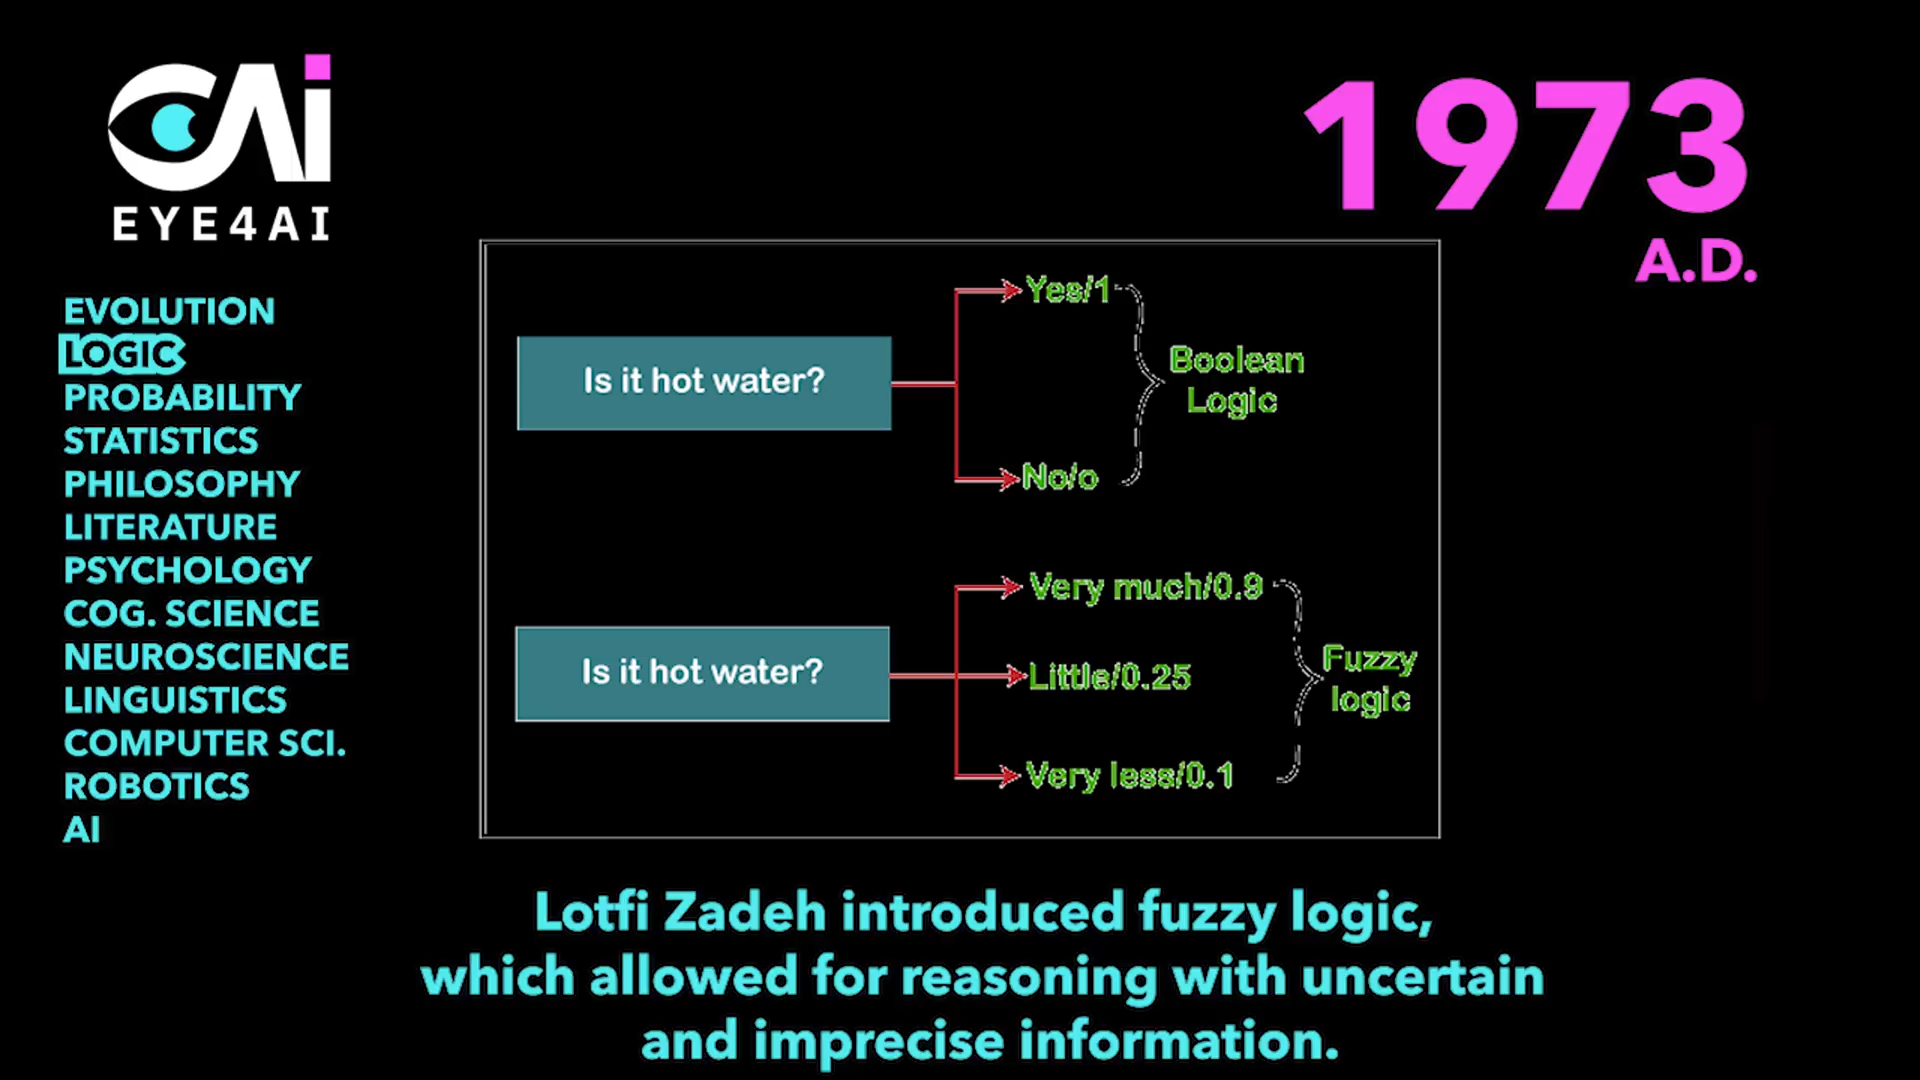 EYE4AI
1973
A.D.
EVOLUTION
LOGIC
PROBABILITY
STATISTICS
PHILOSOPHY
LITERATURE
PSYCHOLOGY
COG. SCIENCE
NEUROSCIENCE
LINGUISTICS
COMPUTER SCI.
ROBOTICS
AI
Is it hot water?
Yes/1
No/o
Boolean
Logic
Is it hot water?
Very much/0.9
Little/0.25
Very less/0.1
Fuzzy
logic
Lotfi Zadeh introduced fuzzy logic,
which allowed for reasoning with uncertain
and imprecise information.